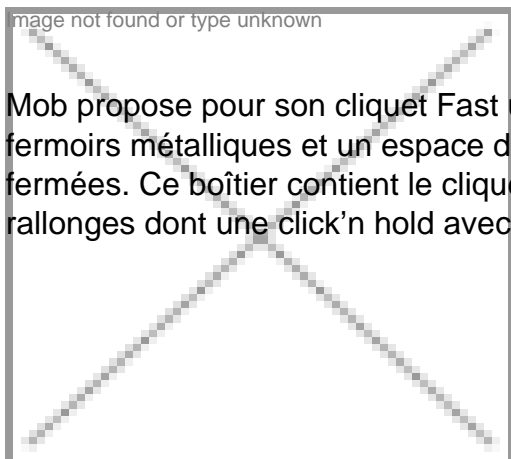 Image not found or type unknown
Mob propose pour son cliquet Fast
fermoirs métalliques et un espace
fermées. Ce boîtier contient le
rallonges dont une click'n hold avec